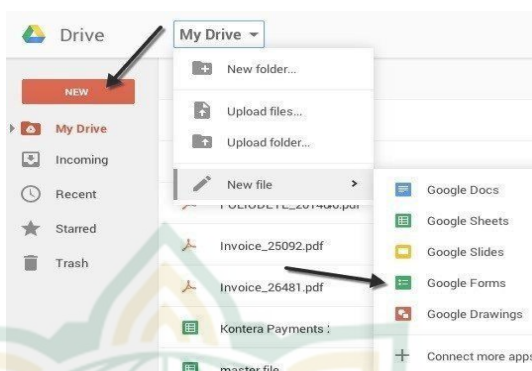 Drive
My Drive
NEW
My Drive
Incoming
Recent
Starred
Trash
New folder...
Upload files...
Upload folder...
New file
Invoice_25092.pdf
Invoice_26481.pdf
Kontera Payments
master file
Google Docs
Google Sheets
Google Slides
Google Forms
Google Drawings
Connect more apps